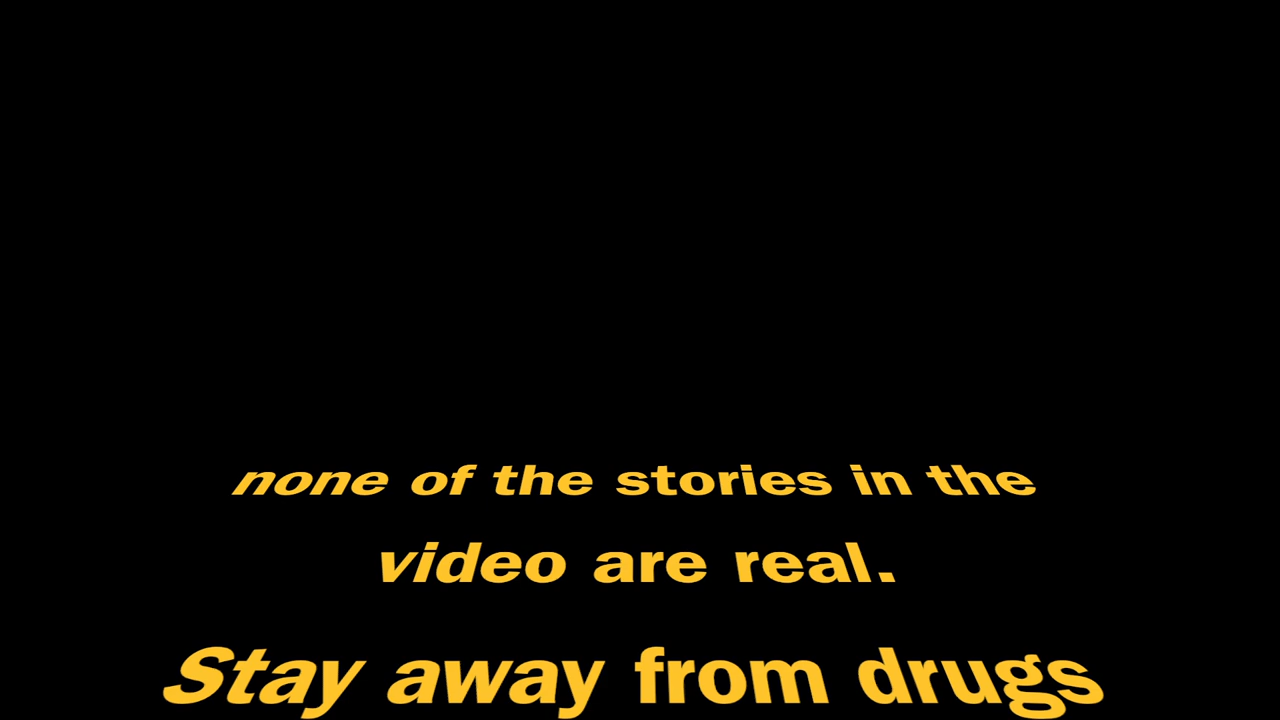 none of the stories in the
video are real.
Stay away from drugs